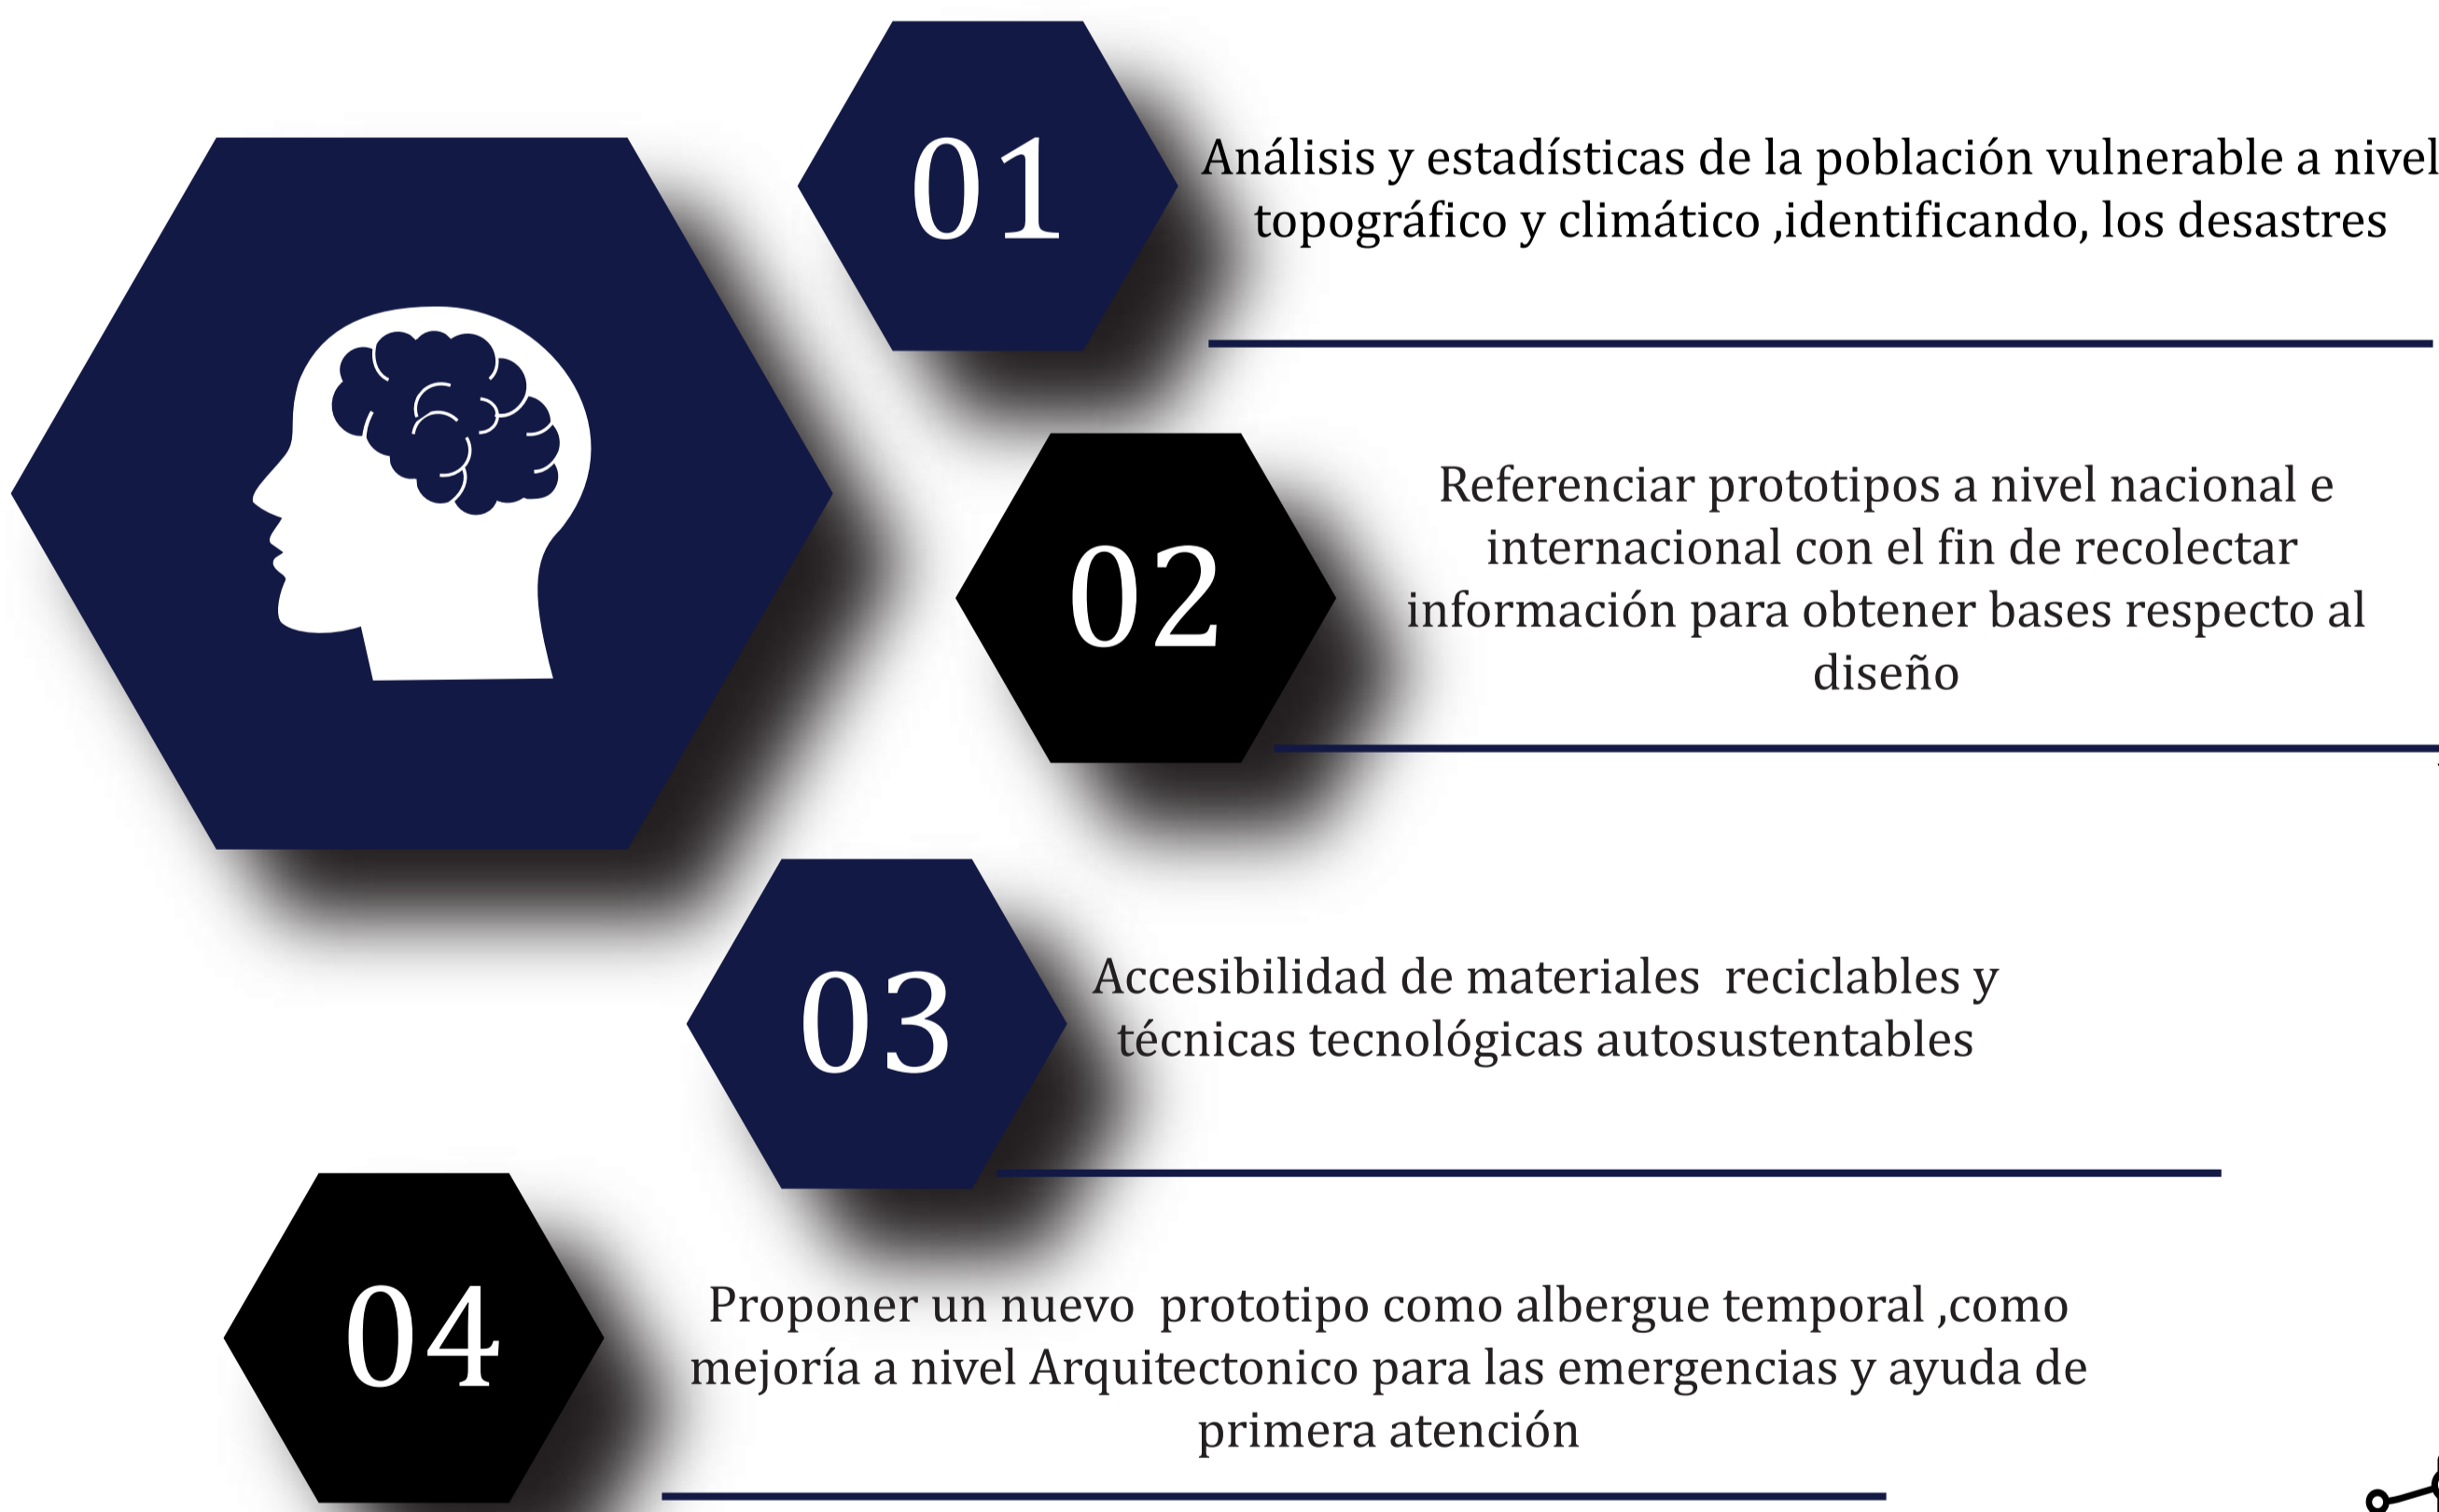 01
Análisis y estadísticas de la población vulnerable a nivel
topográfico y climático ,identificando, los desastres
02
Referenciar prototipos a nivel nacional e
internacional con el fin de recolectar
información para obtener bases respecto al
diseño
03
Accesibilidad de materiales  reciclables y
técnicas tecnológicas autosustentables
04
Proponer un nuevo  prototipo como albergue temporal ,como
mejoría a nivel Arquitectonico para las emergencias y ayuda de
primera atención